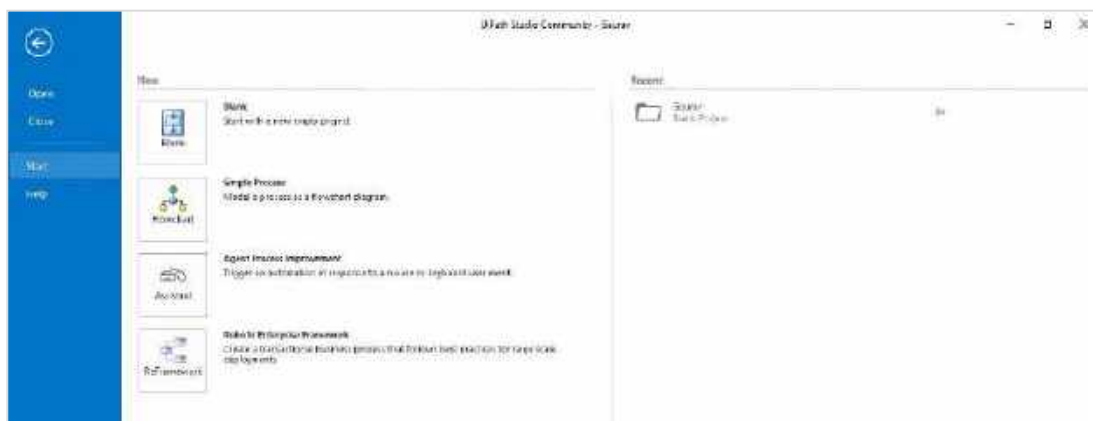 UiPath Studio Community - Gaurav
Open
Close
Start
Help
New
Blank
Blank
Start with a new empty project
Flowchart
Simple Process
Model a process as a flowchart diagram.
Assistant
Agent Process Improvement
Trigger an automation in response to a mouse or keyboard user event.
ReFramework
Robotic Enterprise Framework
Create a transactional business process that follows best practices for large scale
deployments
Recent